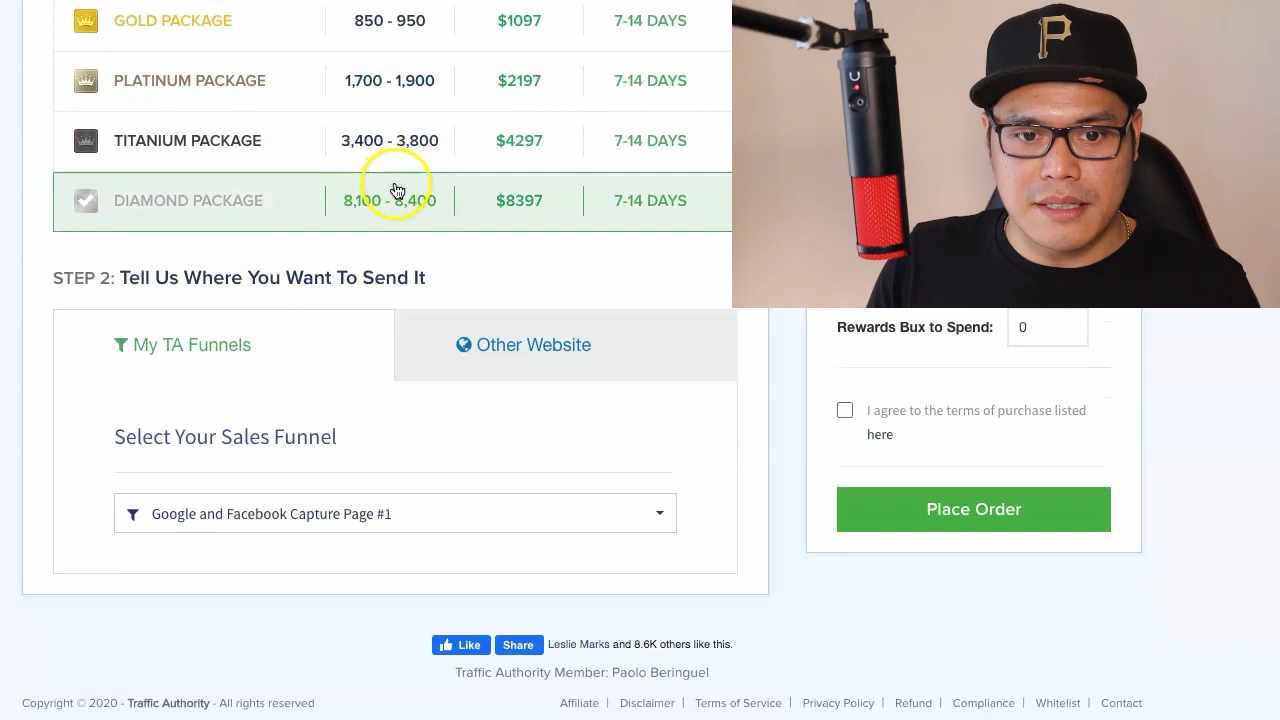 GOLD PACKAGE 850 - 950 $1097 7-14 DAYS
PLATINUM PACKAGE 1,700 - 1,900 $2197 7-14 DAYS
TITANIUM PACKAGE 3,400 - 3,800 $4297 7-14 DAYS
DIAMOND PACKAGE 8,100 - 8,400 $8397 7-14 DAYS
P
STEP 2: Tell Us Where You Want To Send It
My TA Funnels Other Website
Select Your Sales Funnel
Google and Facebook Capture Page #1
Rewards Bux to Spend: 0
I agree to the terms of purchase listed
here
Place Order
Like Share Leslie Marks and 8.6K others like this.
Traffic Authority Member: Paolo Beringuel
Copyright © 2020 - Traffic Authority - All rights reserved Affiliate | Disclaimer | Terms of Service | Privacy Policy | Refund | Compliance | Whitelist | Contact